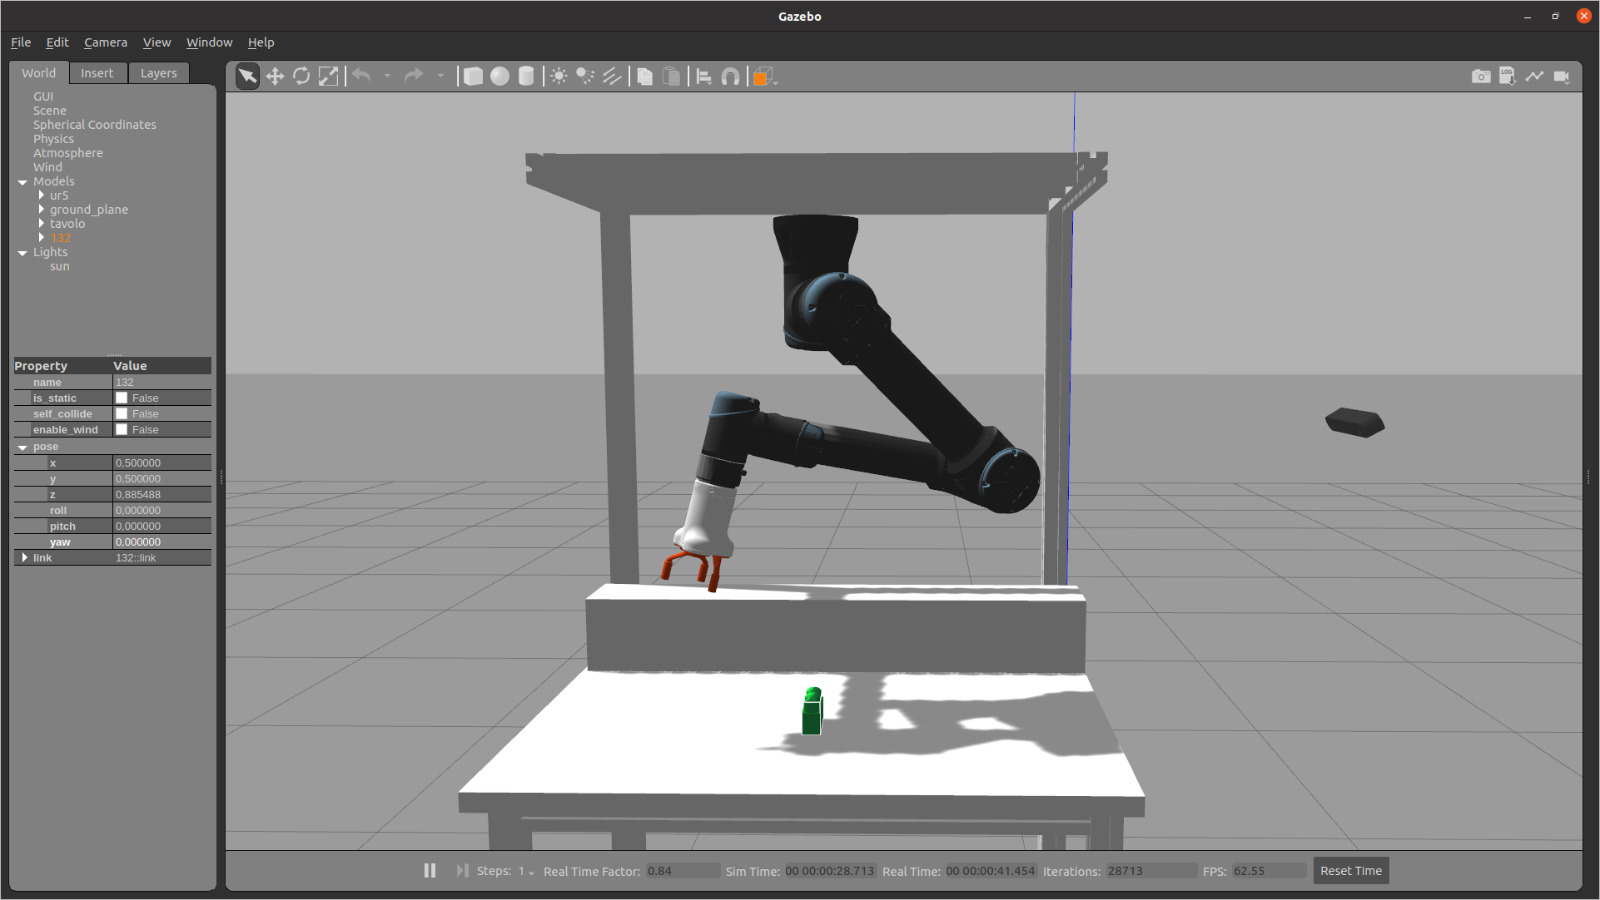 Gazebo
File Edit Camera View Window Help
World Insert Layers
GUI
Scene
Spherical Coordinates
Physics
Atmosphere
Wind
Models
ur5
ground_plane
tavolo
132
Lights
sun
Property Value
name 132
is_static False
self_collide False
enable_wind False
pose
x 0,500000
y 0,500000
z 0,885488
roll 0,000000
pitch 0,000000
yaw 0,000000
link 132::link
LOG
Steps: 1 Real Time Factor: 0.84 Sim Time: 00 00:00:28.713 Real Time: 00 00:00:41.454 Iterations: 28713 FPS: 62.55 Reset Time